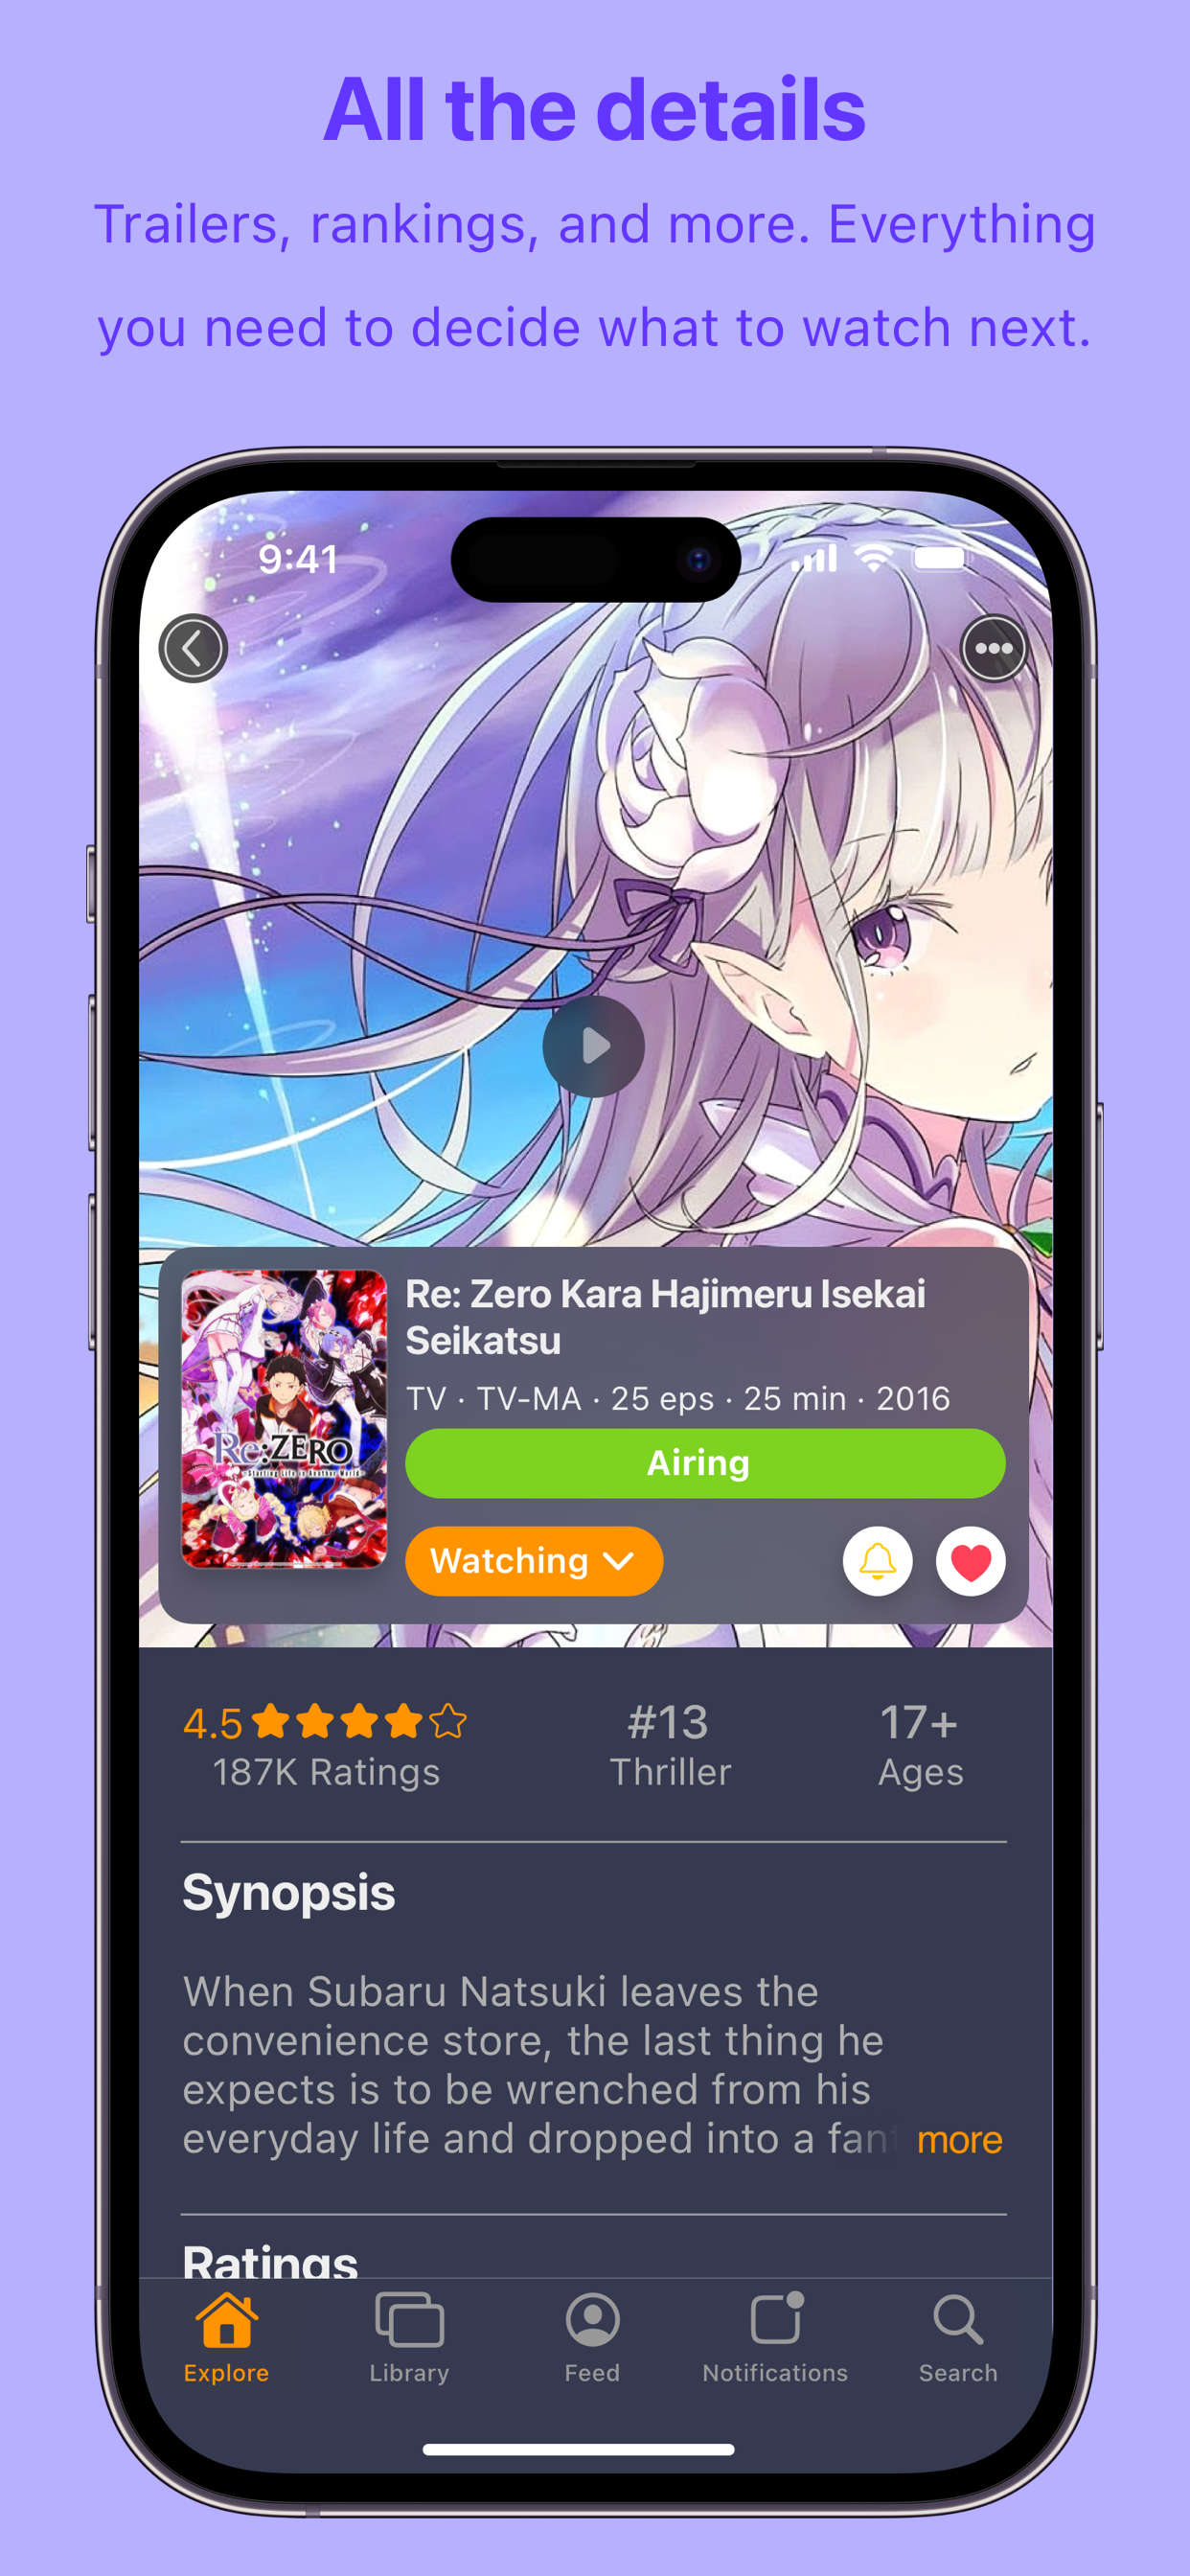 All the details
Trailers, rankings, and more. Everything
you need to decide what to watch next.
9:41
Re: Zero Kara Hajimeru Isekai
Seikatsu
TV · TV-MA · 25 eps · 25 min · 2016
Re:ZERO
-Starting Life in Another World-
Airing
Watching
4.5
187K Ratings
#13
Thriller
17+
Ages
Synopsis
When Subaru Natsuki leaves the
convenience store, the last thing he
expects is to be wrenched from his
everyday life and dropped into a fan
more
Ratings
Explore
Library
Feed
Notifications
Search